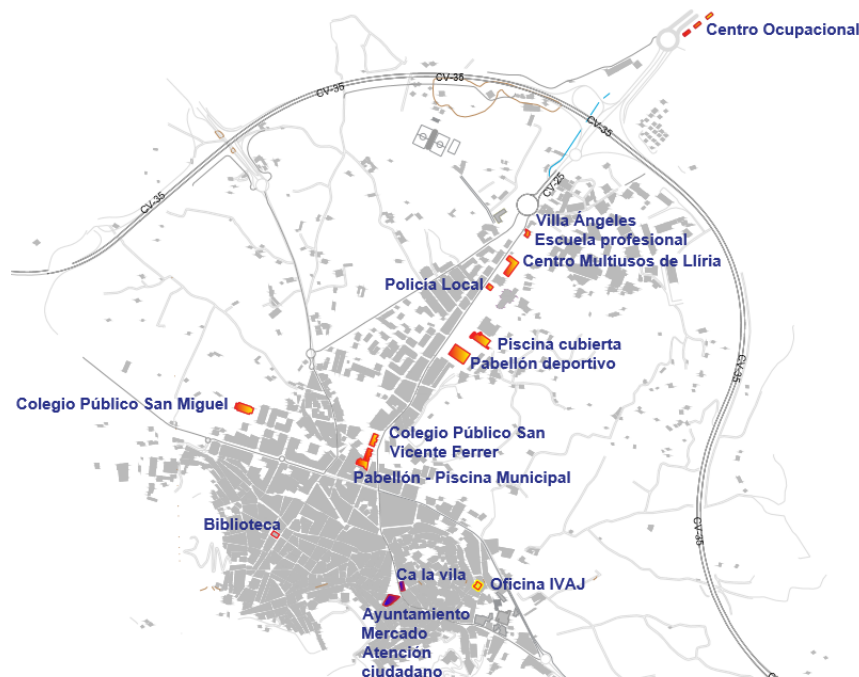 Centro Ocupacional
CV-35
CV-35
CV-35
CV-25
CV-35
Villa Ángeles
Escuela profesional
Centro Multiusos de Llíria
Policía Local
Piscina cubierta
Pabellón deportivo
CV-35
Colegio Público San Miguel
Colegio Público San
Vicente Ferrer
Pabellón - Piscina Municipal
Biblioteca
CV-35
Ca la vila
Oficina IVAJ
Ayuntamiento
Mercado
Atención
ciudadano
CV-35